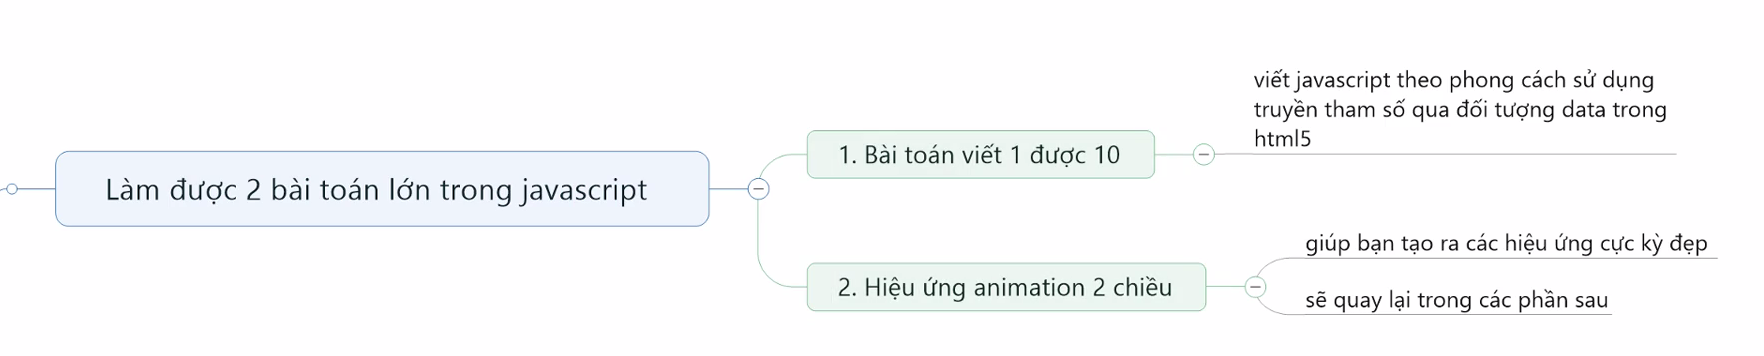 Làm được 2 bài toán lớn trong javascript
1. Bài toán viết 1 được 10
viết javascript theo phong cách sử dụng
truyền tham số qua đối tượng data trong
html5
2. Hiệu ứng animation 2 chiều
giúp bạn tạo ra các hiệu ứng cực kỳ đẹp
sẽ quay lại trong các phần sau